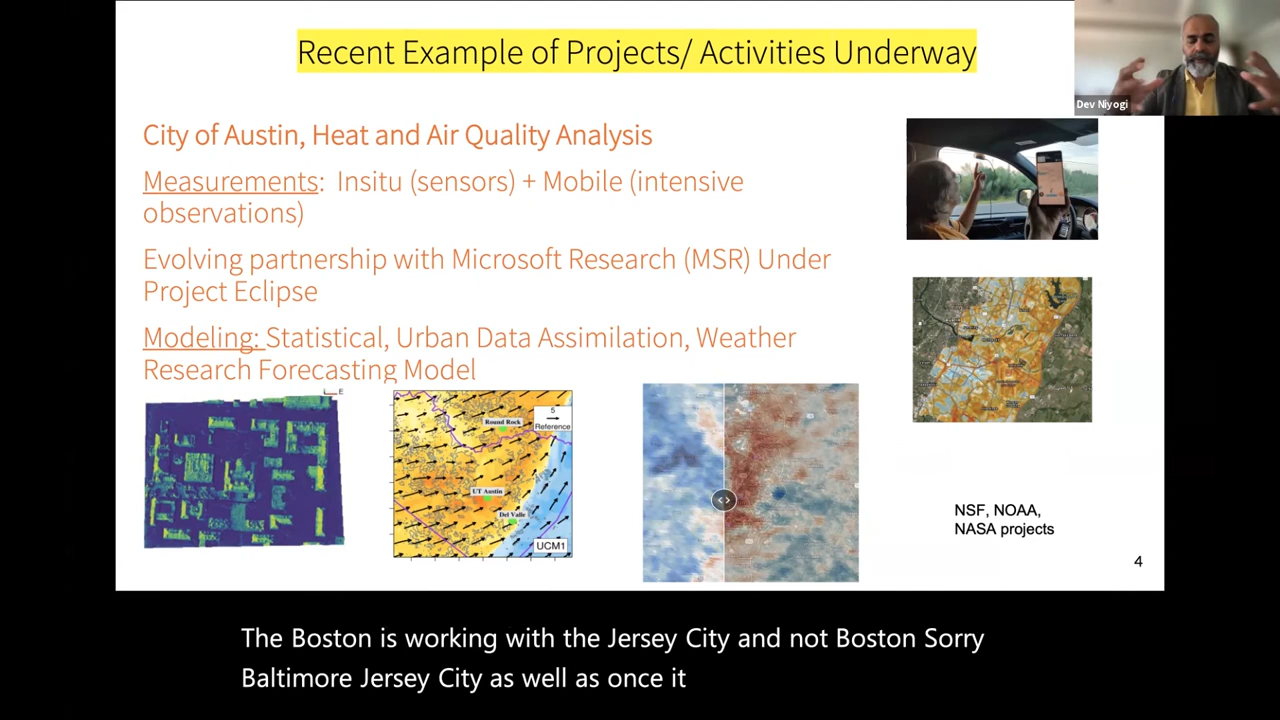 Recent Example of Projects/ Activities Underway
Dev Niyogi
City of Austin, Heat and Air Quality Analysis
Measurements:  Insitu (sensors) + Mobile (intensive
observations)
Evolving partnership with Microsoft Research (MSR) Under
Project Eclipse
Modeling: Statistical, Urban Data Assimilation, Weather
Research Forecasting Model
E
5
Reference
Round Rock
UT Austin
Del Valle
UCM1
NSF, NOAA,
NASA projects
4
The Boston is working with the Jersey City and not Boston Sorry
Baltimore Jersey City as well as once it